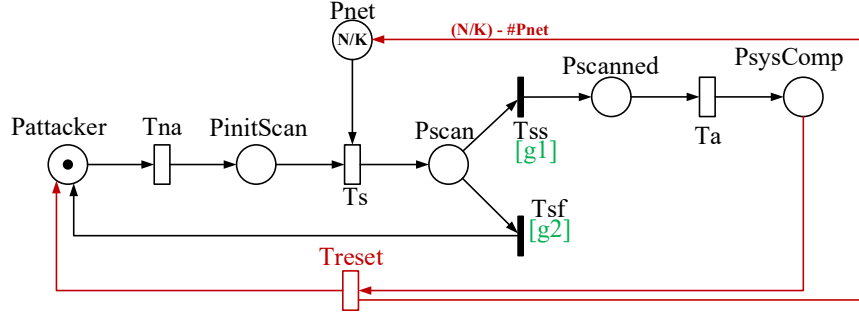 Pnet
N/K
(N/K) - #Pnet
Pscanned
PsysComp
Pattacker
Tna
PinitScan
Pscan
Tss
[g1]
Ta
Ts
Tsf
[g2]
Treset